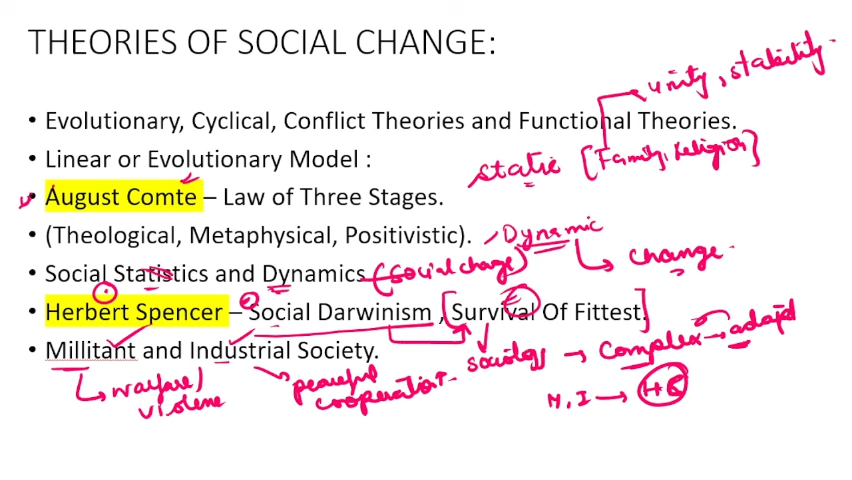 THEORIES OF SOCIAL CHANGE:
unity, stability
• Evolutionary, Cyclical, Conflict Theories and Functional Theories.
• Linear or Evolutionary Model :
static [Family, Religion]
• August Comte – Law of Three Stages.
• (Theological, Metaphysical, Positivistic).
Dynamic
change
• Social Statistics and Dynamics (social change)
• Herbert Spencer – Social Darwinism , Survival Of Fittest.
• Millitant and Industrial Society.
sociology → complex → adapt
warfare/
violene
peaceful
cooperation
M, I →